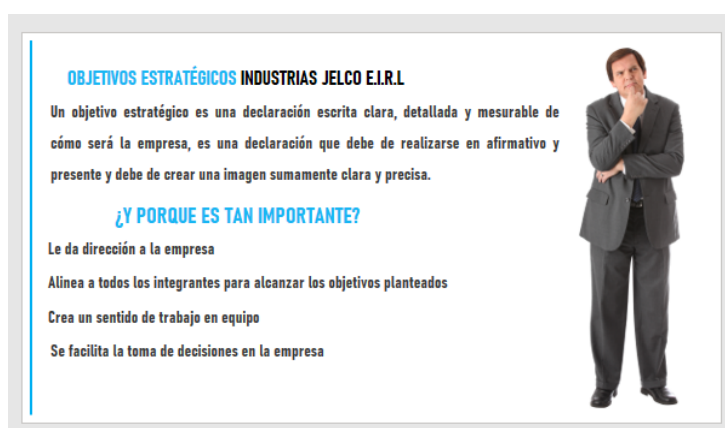 OBJETIVOS ESTRATÉGICOS INDUSTRIAS JELCO E.I.R.L
Un objetivo estratégico es una declaración escrita clara, detallada y mesurable de
cómo será la empresa, es una declaración que debe de realizarse en afirmativo y
presente y debe de crear una imagen sumamente clara y precisa.
¿Y PORQUE ES TAN IMPORTANTE?
Le da dirección a la empresa
Alinea a todos los integrantes para alcanzar los objetivos planteados
Crea un sentido de trabajo en equipo
Se facilita la toma de decisiones en la empresa